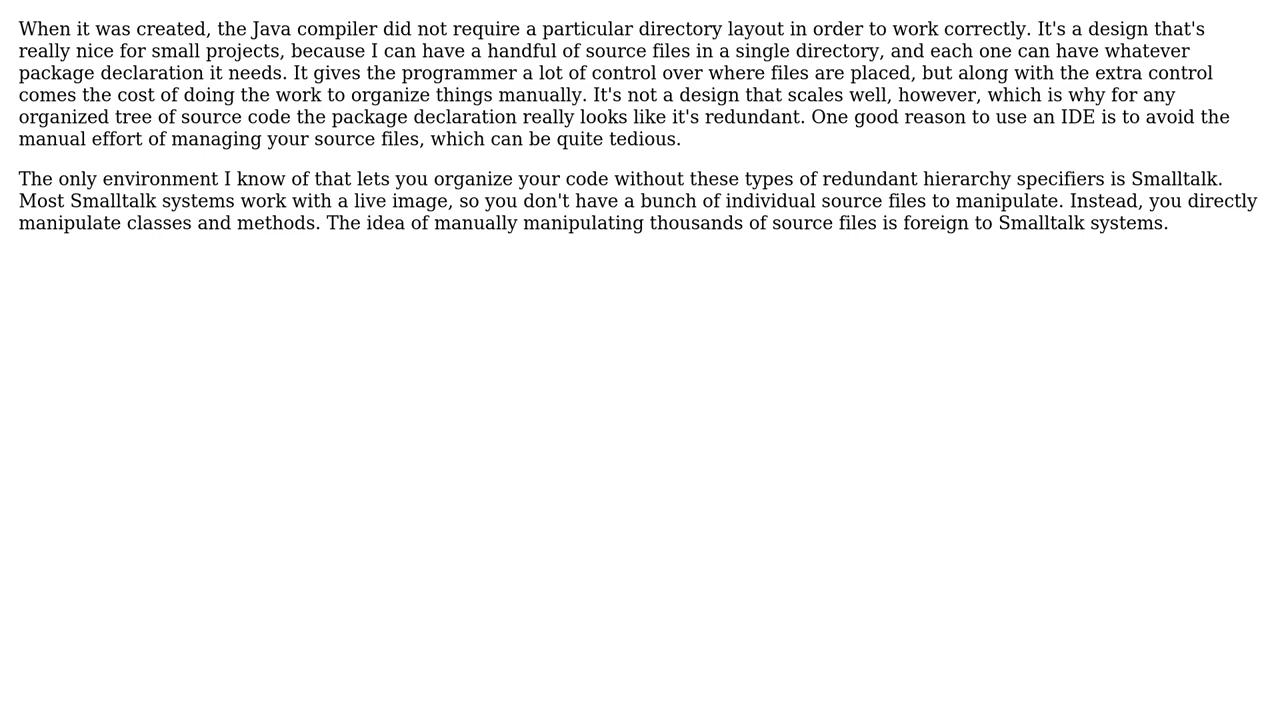 When it was created, the Java compiler did not require a particular directory layout in order to work correctly. It's a design that's
really nice for small projects, because I can have a handful of source files in a single directory, and each one can have whatever
package declaration it needs. It gives the programmer a lot of control over where files are placed, but along with the extra control
comes the cost of doing the work to organize things manually. It's not a design that scales well, however, which is why for any
organized tree of source code the package declaration really looks like it's redundant. One good reason to use an IDE is to avoid the
manual effort of managing your source files, which can be quite tedious.
The only environment I know of that lets you organize your code without these types of redundant hierarchy specifiers is Smalltalk.
Most Smalltalk systems work with a live image, so you don't have a bunch of individual source files to manipulate. Instead, you directly
manipulate classes and methods. The idea of manually manipulating thousands of source files is foreign to Smalltalk systems.